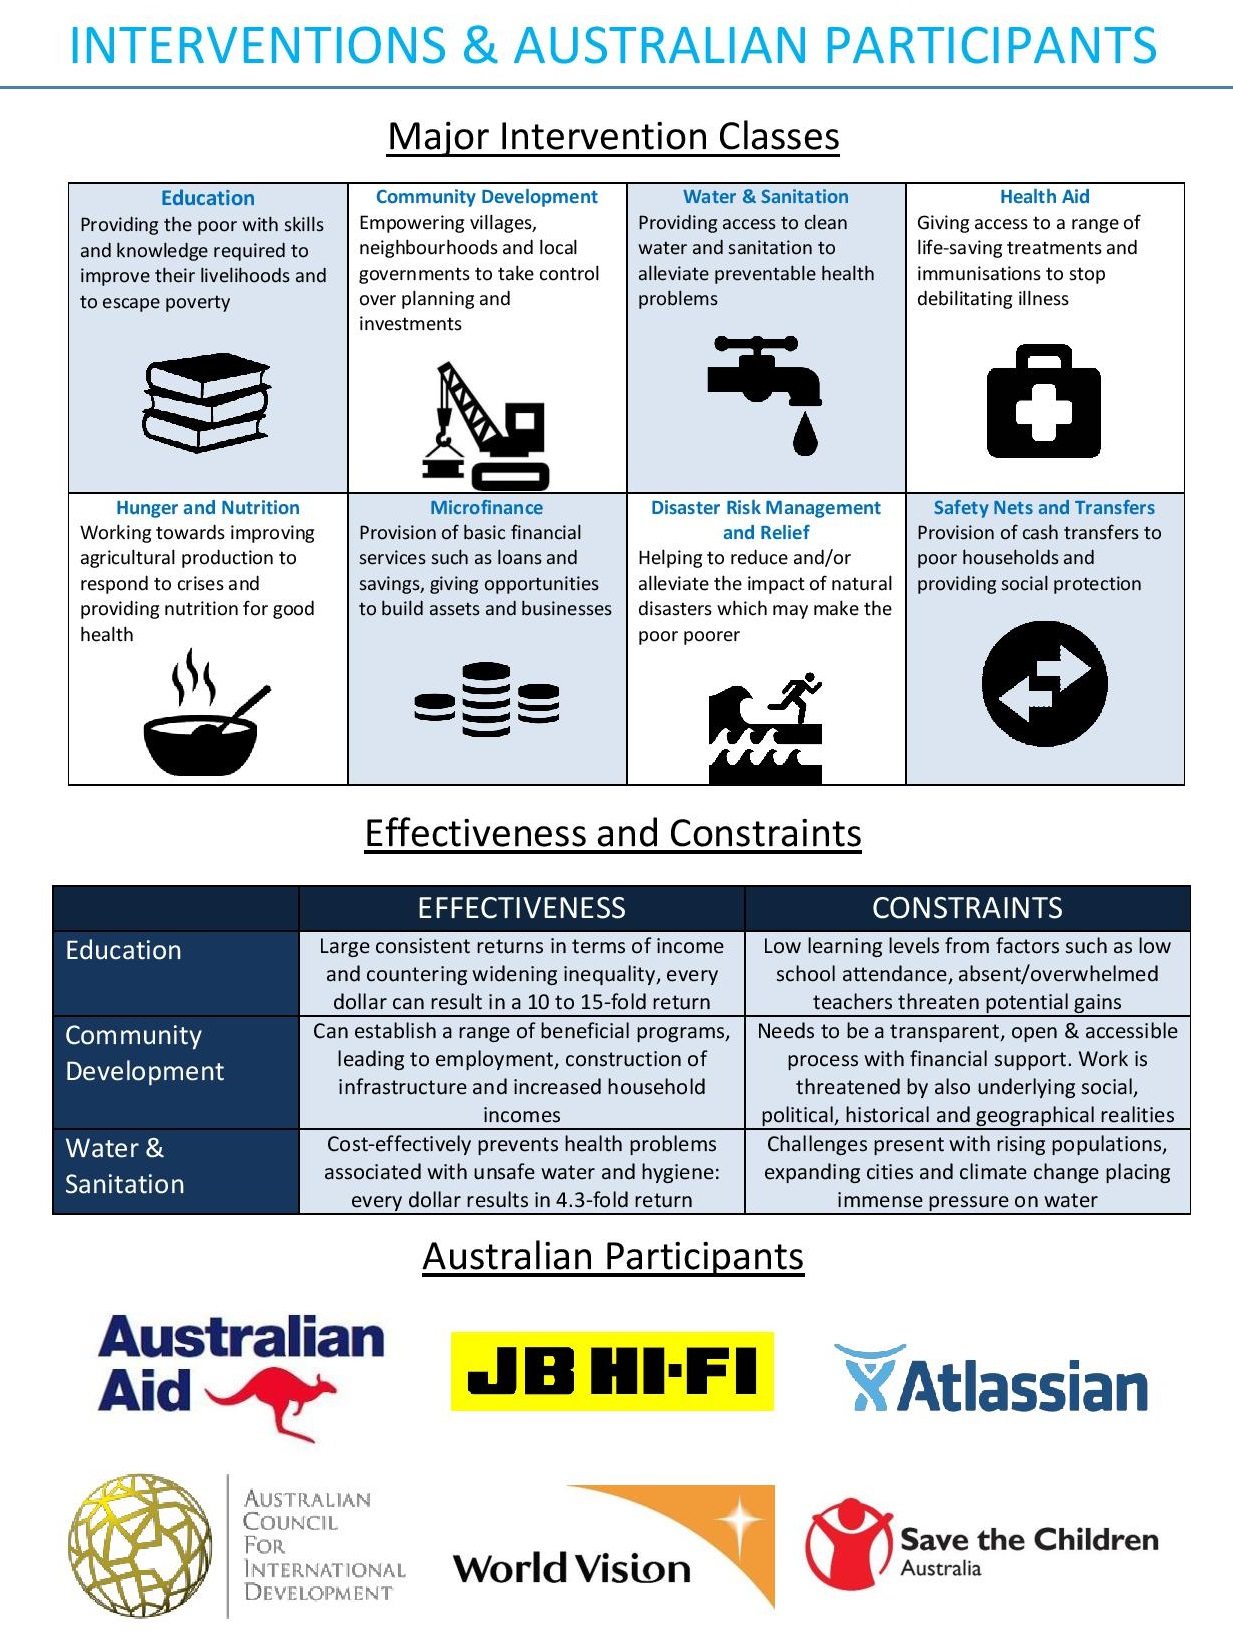 INTERVENTIONS & AUSTRALIAN PARTICIPANTS
Major Intervention Classes
Education
Providing the poor with skills
and knowledge required to
improve their livelihoods and
to escape poverty
Community Development
Empowering villages,
neighbourhoods and local
governments to take control
over planning and
investments
Water & Sanitation
Providing access to clean
water and sanitation to
alleviate preventable health
problems
Health Aid
Giving access to a range of
life-saving treatments and
immunisations to stop
debilitating illness
Hunger and Nutrition
Working towards improving
agricultural production to
respond to crises and
providing nutrition for good
health
Microfinance
Provision of basic financial
services such as loans and
savings, giving opportunities
to build assets and businesses
Disaster Risk Management
and Relief
Helping to reduce and/or
alleviate the impact of natural
disasters which may make the
poor poorer
Safety Nets and Transfers
Provision of cash transfers to
poor households and
providing social protection
Effectiveness and Constraints
EFFECTIVENESS
CONSTRAINTS
Education
Large consistent returns in terms of income
and countering widening inequality, every
dollar can result in a 10 to 15-fold return
Low learning levels from factors such as low
school attendance, absent/overwhelmed
teachers threaten potential gains
Community
Development
Can establish a range of beneficial programs,
leading to employment, construction of
infrastructure and increased household
incomes
Needs to be a transparent, open & accessible
process with financial support. Work is
threatened by also underlying social,
political, historical and geographical realities
Water &
Sanitation
Cost-effectively prevents health problems
associated with unsafe water and hygiene:
every dollar results in 4.3-fold return
Challenges present with rising populations,
expanding cities and climate change placing
immense pressure on water
Australian Participants
Australian
Aid
JB HI-FI
Atlassian
AUSTRALIAN
COUNCIL
FOR
INTERNATIONAL
DEVELOPMENT
World Vision
Save the Children
Australia